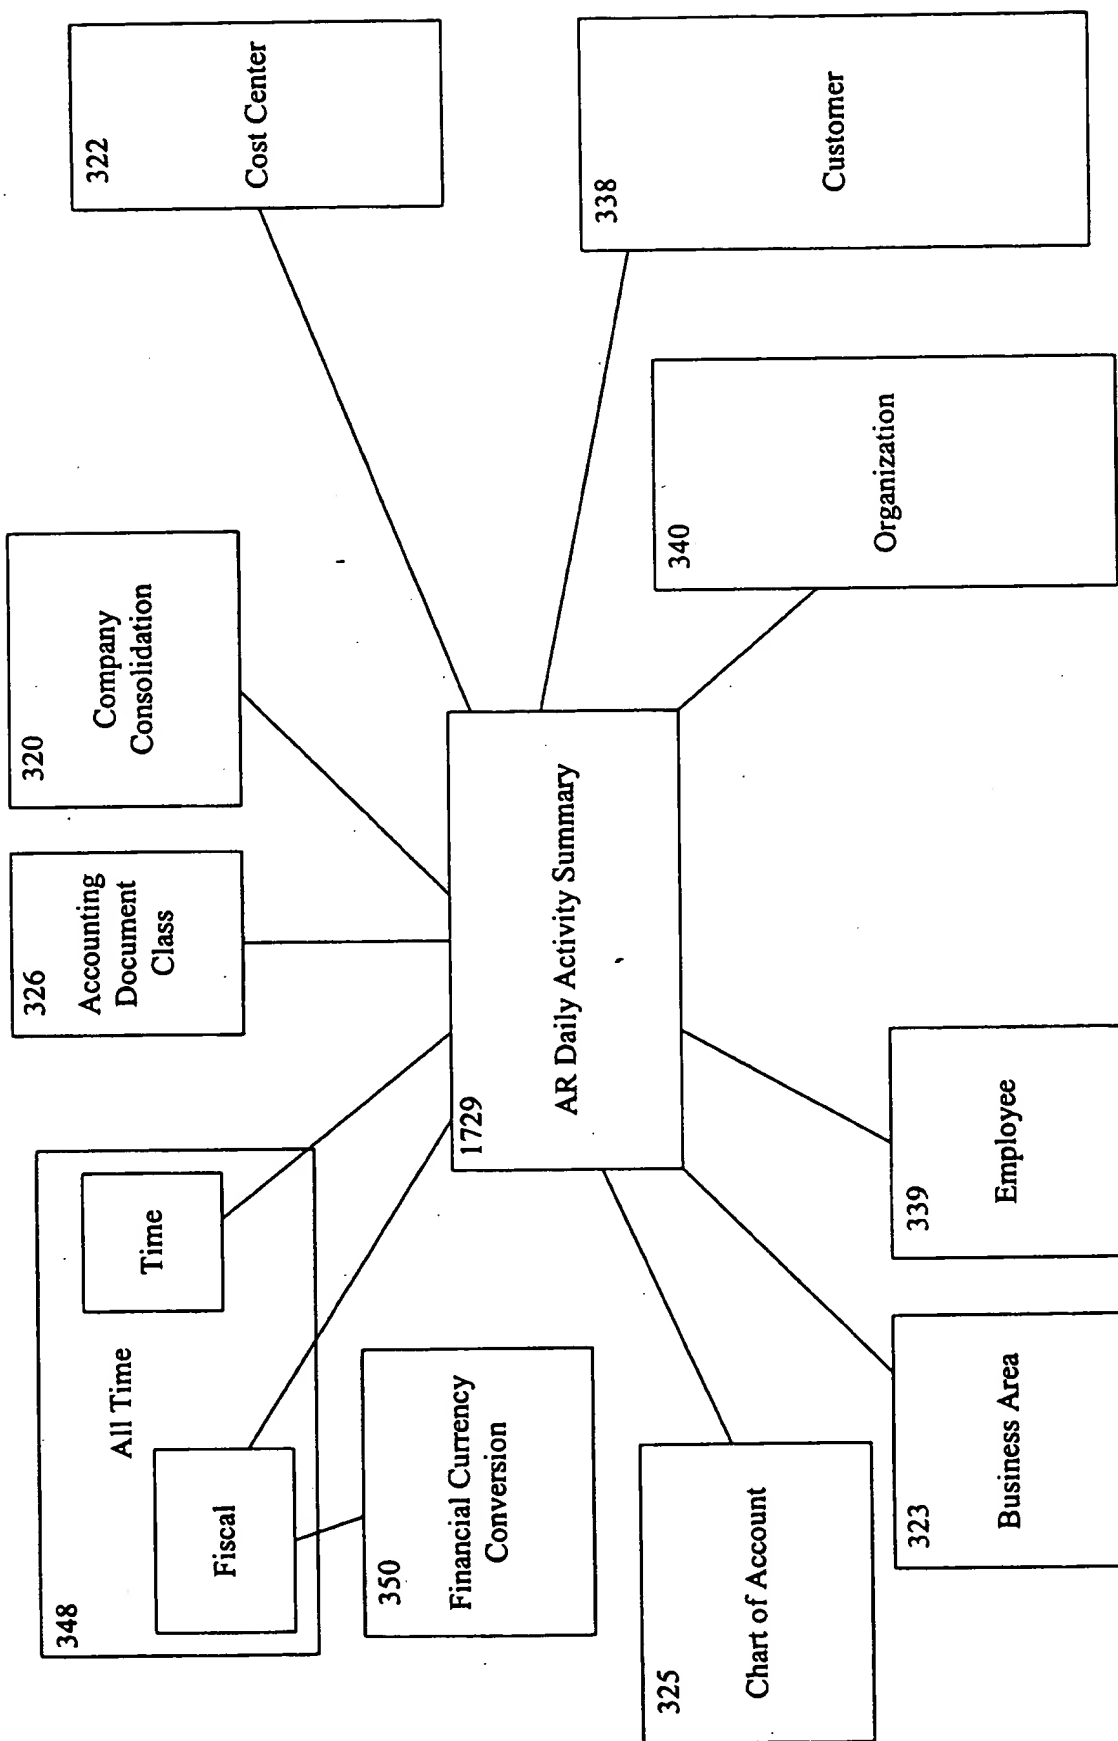 348
All Time
Fiscal
Time
350
Financial Currency
Conversion
326
Accounting
Document
Class
320
Company
Consolidation
322
Cost Center
1729
AR Daily Activity Summary
338
Customer
340
Organization
325
Chart of Account
323
Business Area
339
Employee